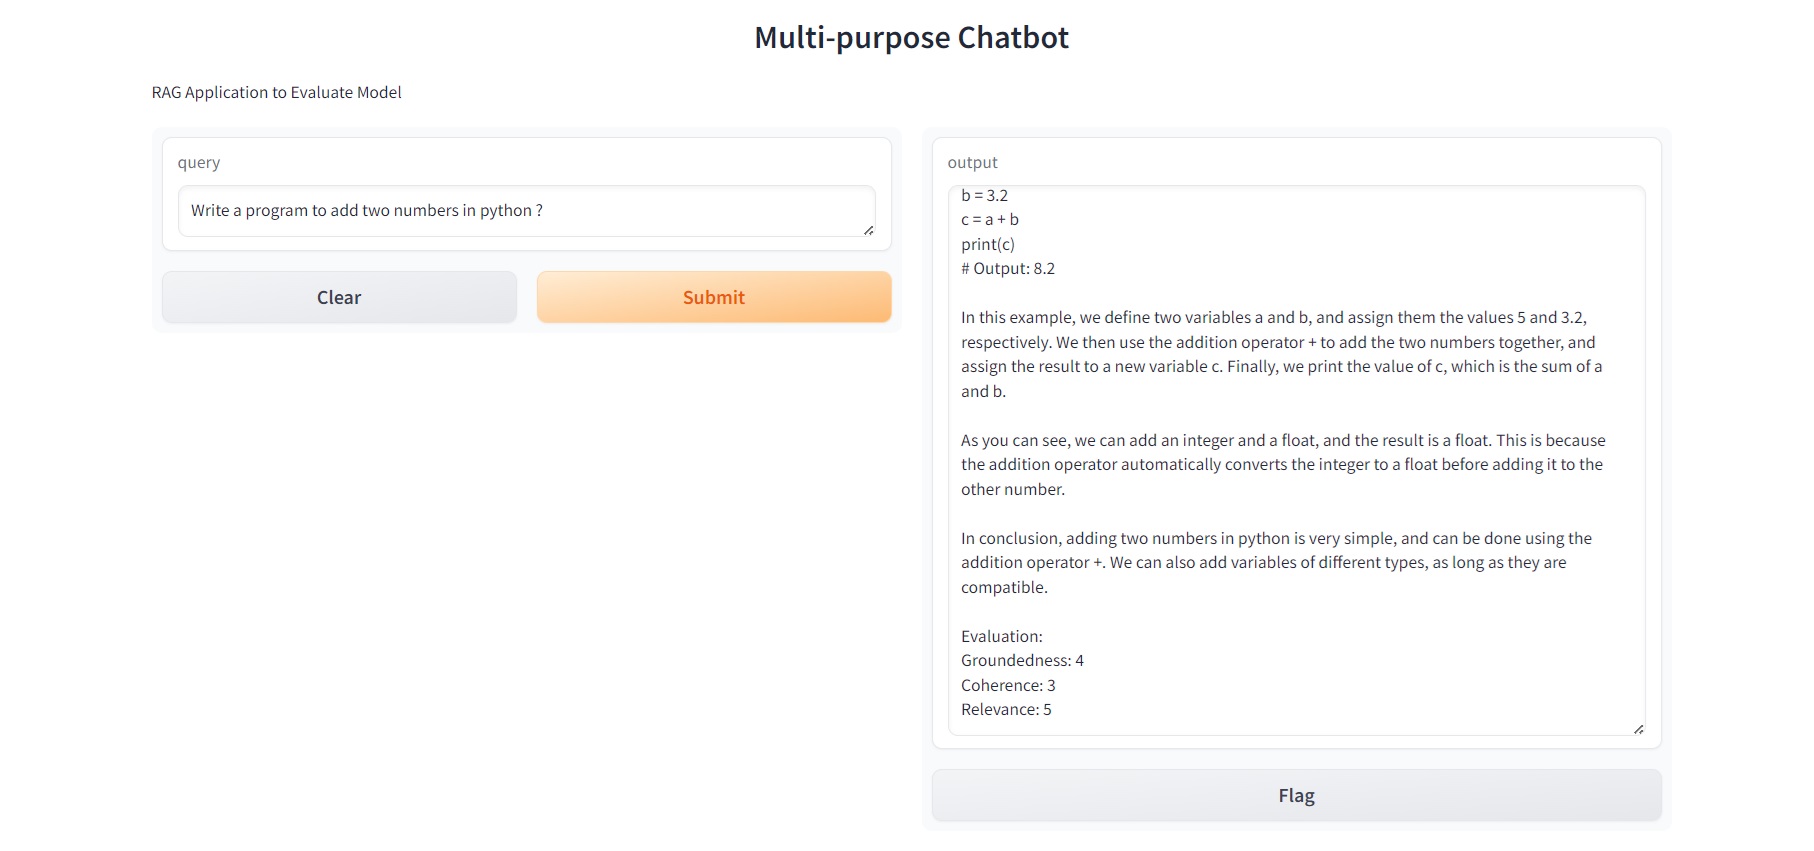 Multi-purpose Chatbot
RAG Application to Evaluate Model
query
Write a program to add two numbers in python ?
Clear
Submit
output
b = 3.2
c = a + b
print(c)
# Output: 8.2
In this example, we define two variables a and b, and assign them the values 5 and 3.2,
respectively. We then use the addition operator + to add the two numbers together, and
assign the result to a new variable c. Finally, we print the value of c, which is the sum of a
and b.
As you can see, we can add an integer and a float, and the result is a float. This is because
the addition operator automatically converts the integer to a float before adding it to the
other number.
In conclusion, adding two numbers in python is very simple, and can be done using the
addition operator +. We can also add variables of different types, as long as they are
compatible.
Evaluation:
Groundedness: 4
Coherence: 3
Relevance: 5
Flag